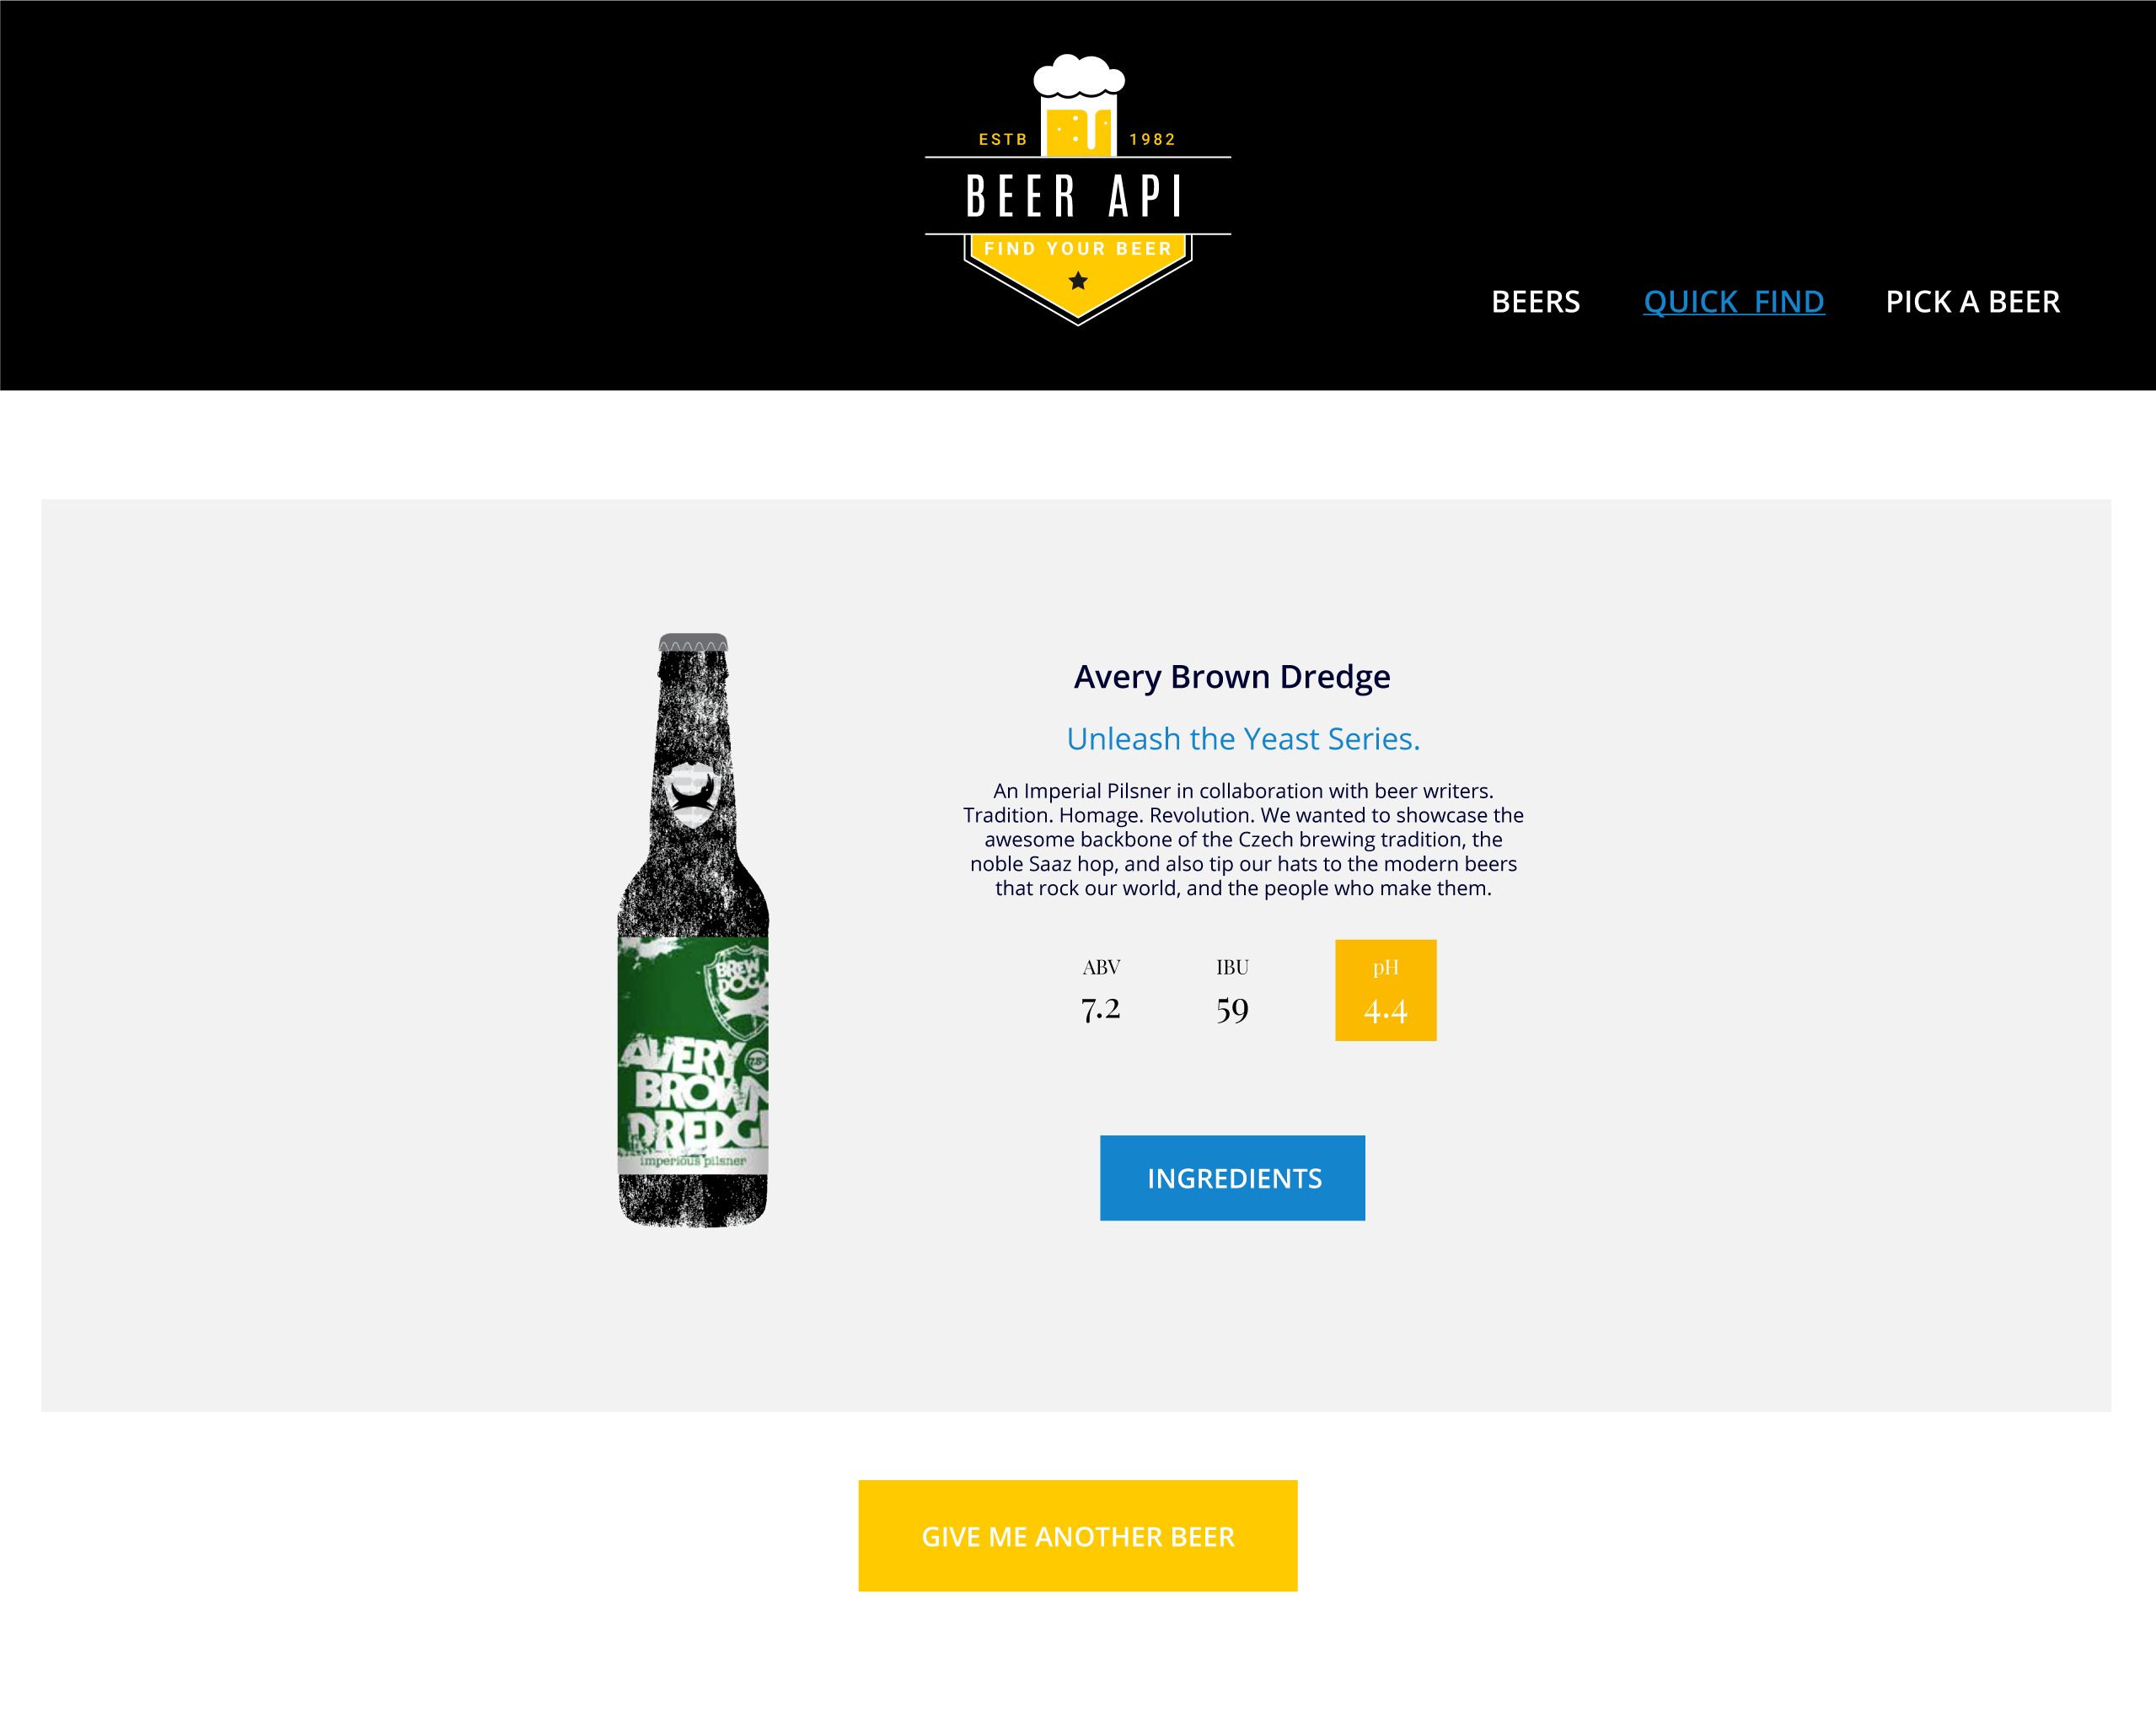 ESTB 1982
BEER API
FIND YOUR BEER
BEERS QUICK FIND PICK A BEER
Avery Brown Dredge
Unleash the Yeast Series.
An Imperial Pilsner in collaboration with beer writers.
Tradition. Homage. Revolution. We wanted to showcase the
awesome backbone of the Czech brewing tradition, the
noble Saaz hop, and also tip our hats to the modern beers
that rock our world, and the people who make them.
ABV IBU pH
7.2 59 4.4
BREW
DOG
AVERY
BROWN
DREDGE
imperious pilsner
INGREDIENTS
GIVE ME ANOTHER BEER